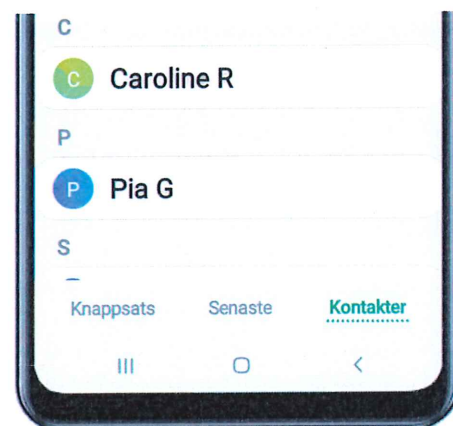 C
C Caroline R
P
P Pia G
S
Knappsats Senaste Kontakter